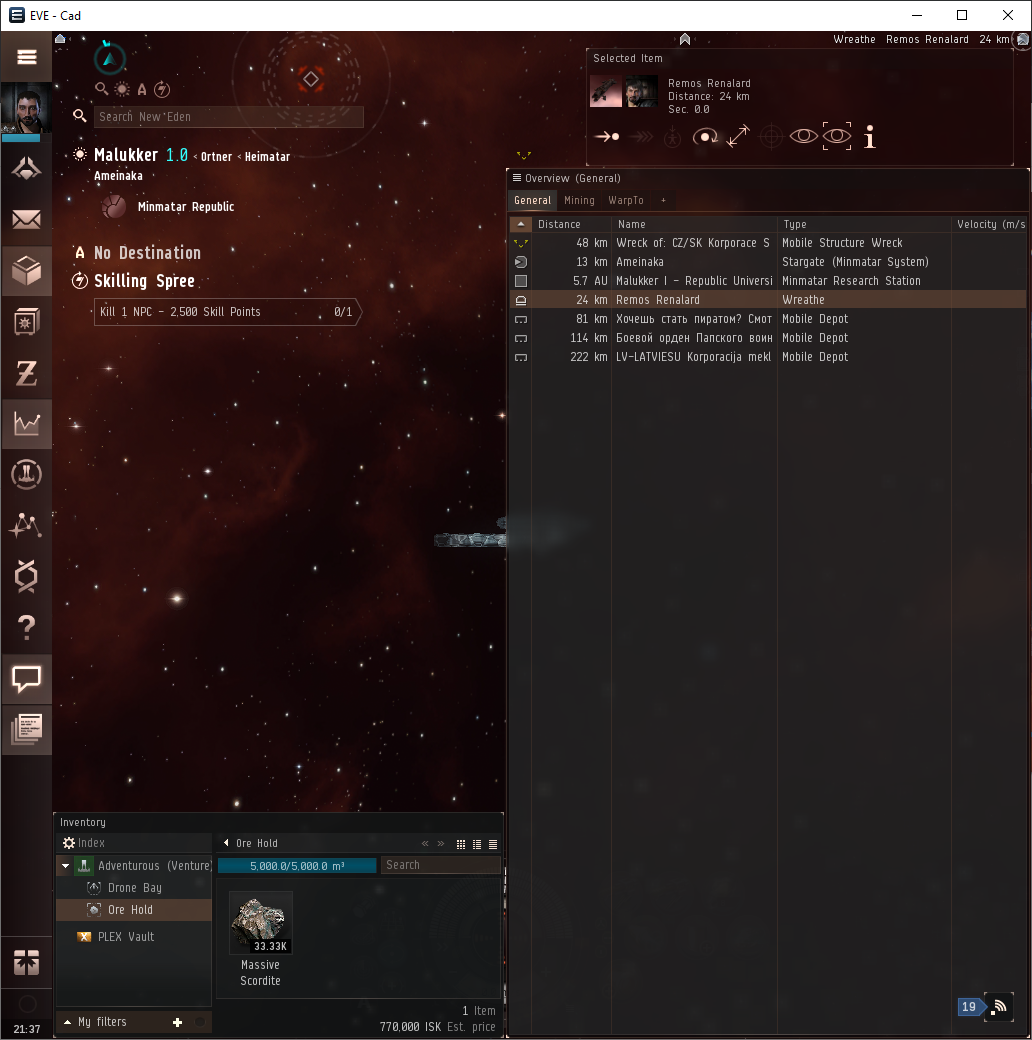 EVE - Cad
Wreathe Remos Renalard 24 km
Selected Item
Remos Renalard
Distance: 24 km
Sec. 0.0
Search New Eden
Malukker 1.0 < Ortner < Heimatar
Ameinaka
Minmatar Republic
No Destination
Skilling Spree
Kill 1 NPC - 2,500 Skill Points 0/1
Overview (General)
General Mining WarpTo +
Distance Name Type Velocity (m/s
48 km Wreck of: CZ/SK Korporace S Mobile Structure Wreck
13 km Ameinaka Stargate (Minmatar System)
5.7 AU Malukker I - Republic Universi Minmatar Research Station
24 km Remos Renalard Wreathe
81 km Хочешь стать пиратом? Смот Mobile Depot
114 km Боевой орден Папского воин Mobile Depot
222 km LV-LATVIESU Korporacija mekl Mobile Depot
Inventory
Index
Adventurous (Venture)
Drone Bay
Ore Hold
PLEX Vault
My filters
Ore Hold
5,000.0/5,000.0 m³
Search
33.33K
Massive
Scordite
1 Item
770,000 ISK Est. price
19
21:37